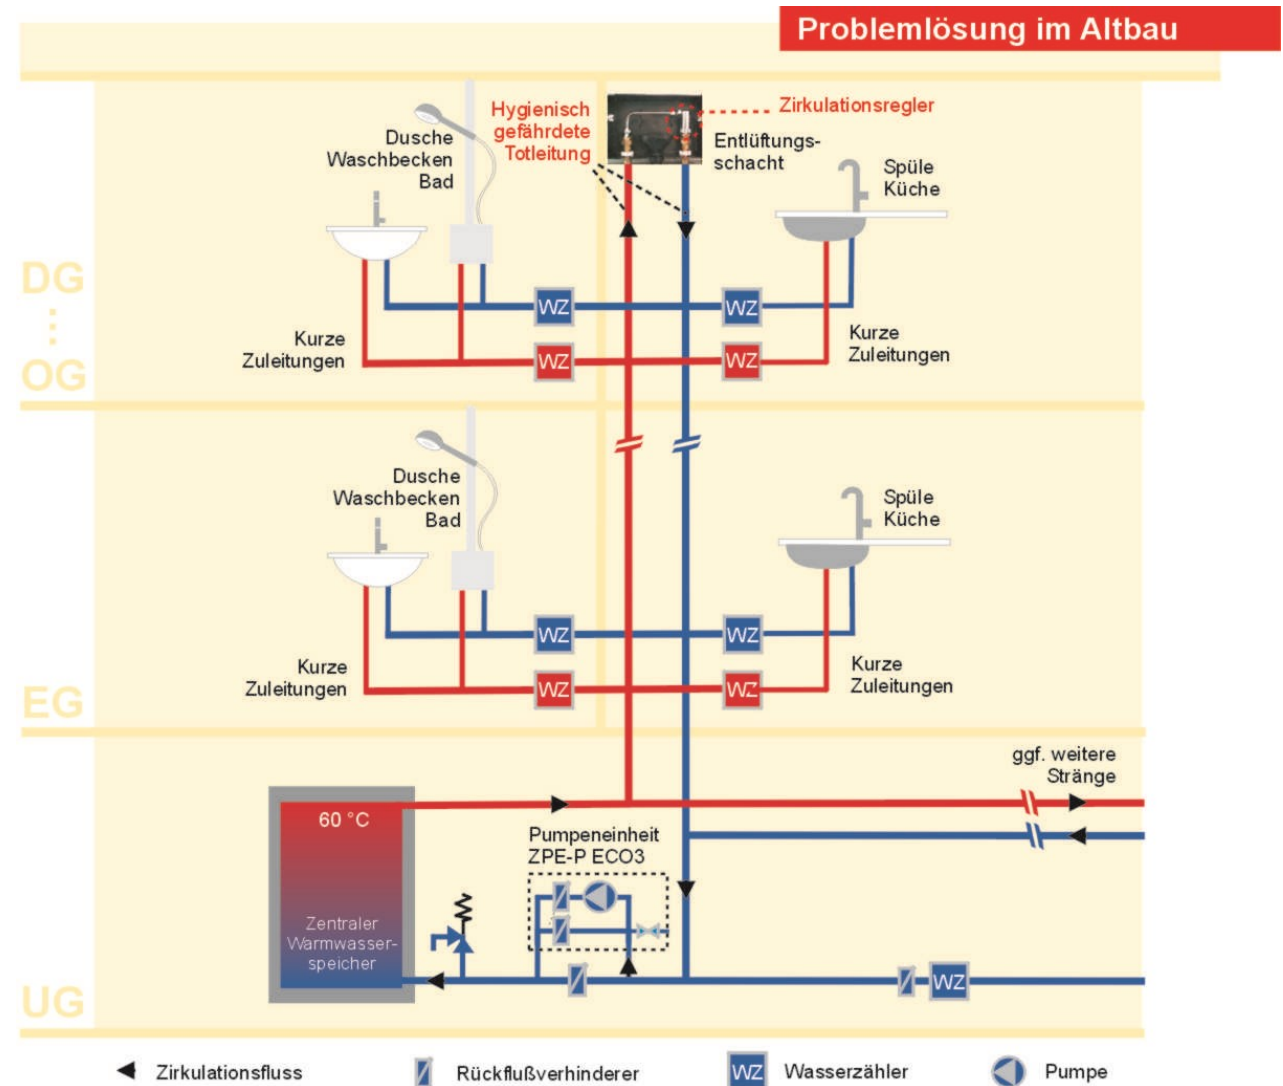 Problemlösung im Altbau
Hygienisch
gefährdete
Totleitung
Zirkulationsregler
Entlüftungs-
schacht
Dusche
Waschbecken
Bad
Spüle
Küche
DG
OG
WZ
WZ
Kurze
Zuleitungen
WZ
WZ
Kurze
Zuleitungen
Dusche
Waschbecken
Bad
Spüle
Küche
EG
WZ
WZ
Kurze
Zuleitungen
WZ
WZ
Kurze
Zuleitungen
ggf. weitere
Stränge
60 °C
Pumpeneinheit
ZPE-P ECO3
Zentraler
Warmwasser-
speicher
UG
WZ
Zirkulationsfluss
Rückflußverhinderer
WZ
Wasserzähler
Pumpe